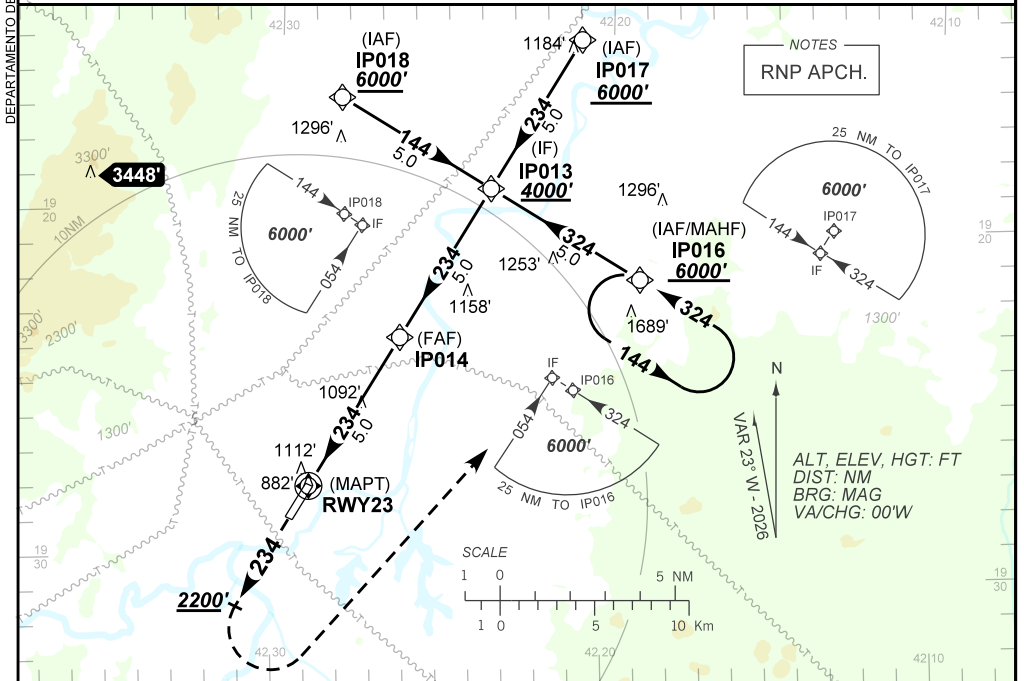 DEPARTAMENTO DE
42.30
42.20
42.10
(IAF)
IP018
6000'
1184'
(IAF)
IP017
6000'
NOTES
RNP APCH.
1296'
144
5.0
234
5.0
(IF)
IP013
4000'
3300'
3448'
10NM
19
20
25 NM TO IP018
144
IP018
IF
6000'
054
1296'
(IAF/MAHF)
IP016
6000'
324
5.0
1253'
25 NM TO IP017
6000'
IP017
144
IF
324
19
20
234
5.0
1158'
1689'
324
144
1300'
3300'
2300'
(FAF)
IP014
IF
IP016
054
324
6000'
25 NM TO IP016
N
VAR 23° W - 2026
1092'
234
5.0
1300'
1112'
882'
(MAPT)
RWY23
ALT, ELEV, HGT: FT
DIST: NM
BRG: MAG
VA/CHG: 00'W
234
2200'
SCALE
1 0 5 NM
1 0 5 10 Km
19
30
19
30
42.30
42.20
42.10